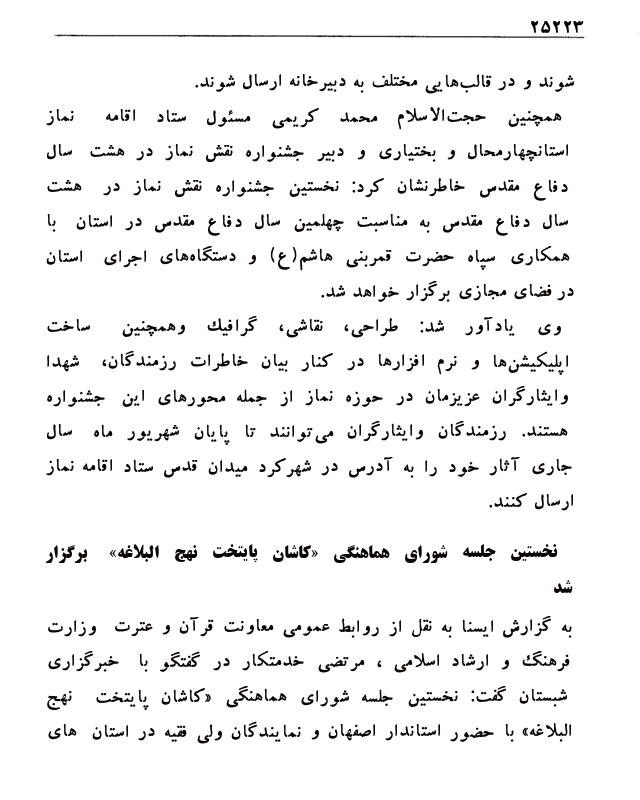 ۲۵۲۲۳
شوند و در قالب‌هایی مختلف به دبیرخانه ارسال شوند.
همچنین حجت‌الاسلام محمد کریمی مسئول ستاد اقامه نماز
استانچهارمحال و بختیاری و دبیر جشنواره نقش نماز در هشت سال
دفاع مقدس خاطرنشان کرد: نخستین جشنواره نقش نماز در هشت
سال دفاع مقدس به مناسبت چهلمین سال دفاع مقدس در استان با
همکاری سپاه حضرت قمربنی هاشم(ع) و دستگاه‌های اجرای استان
در فضای مجازی برگزار خواهد شد.
وی یادآور شد: طراحی، نقاشی، گرافیك وهمچنین ساخت
اپلیکیشن‌ها و نرم افزارها در کنار بیان خاطرات رزمندگان، شهدا
وایثارگران عزیزمان در حوزه نماز از جمله محورهای این جشنواره
هستند. رزمندگان وایثارگران می‌توانند تا پایان شهریور ماه سال
جاری آثار خود را به آدرس در شهرکرد میدان قدس ستاد اقامه نماز
ارسال کنند.
نخستین جلسه شورای هماهنگی «کاشان پایتخت نهج البلاغه» برگزار
شد
به گزارش ایسنا به نقل از روابط عمومی معاونت قرآن و عترت وزارت
فرهنگ و ارشاد اسلامی ، مرتضی خدمتکار در گفتگو با خبرگزاری
شبستان گفت: نخستین جلسه شورای هماهنگی «کاشان پایتخت نهج
البلاغه» با حضور استاندار اصفهان و نمایندگان ولی فقیه در استان های